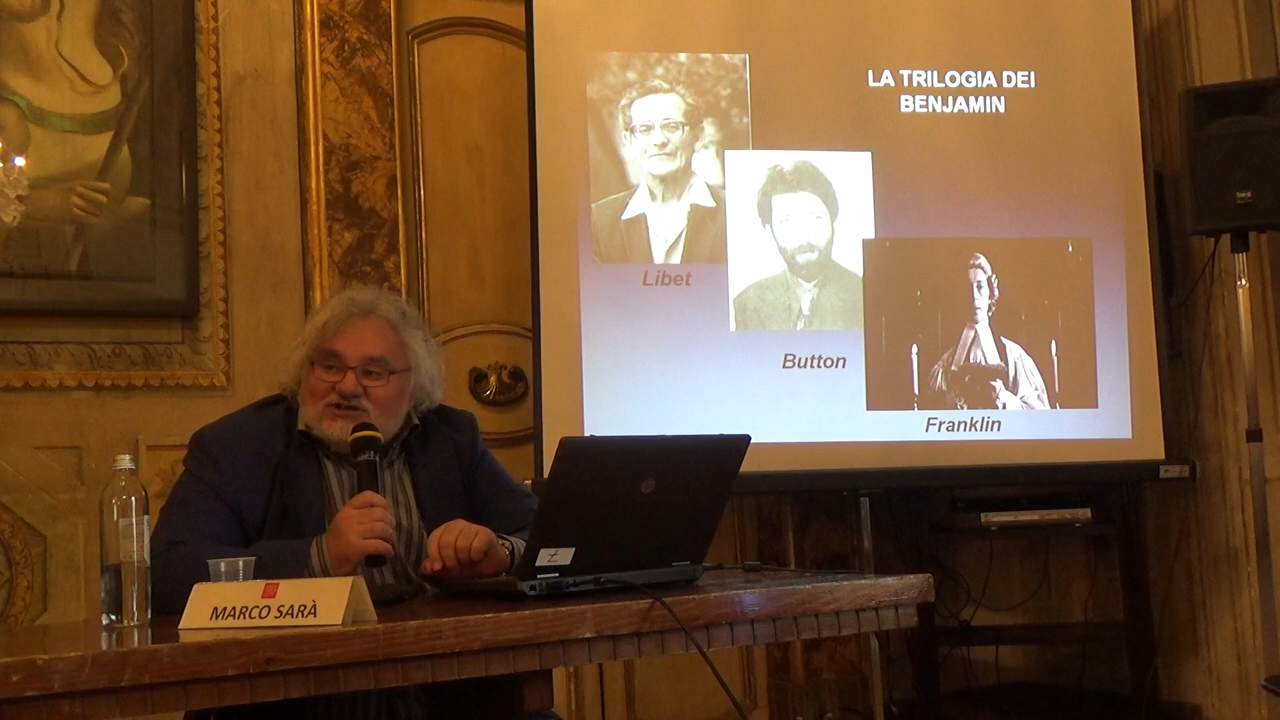 LA TRILOGIA DEI
BENJAMIN
Libet
Button
Franklin
MARCO SARÀ